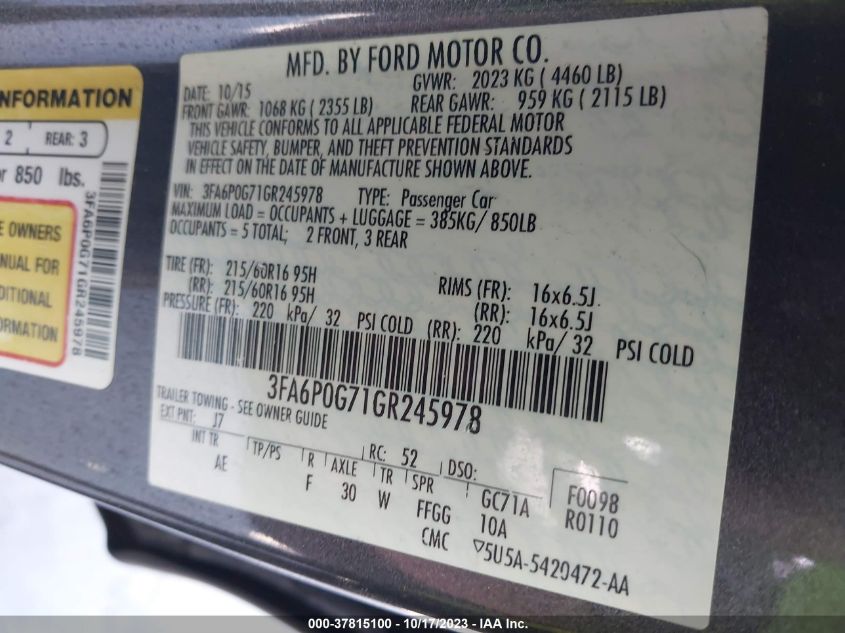 NFORMATION
2 REAR: 3
or 850 lbs.
OWNERS
MANUAL FOR
3FA6P0G71GR245978
MFD. BY FORD MOTOR CO.
DATE: 10/15 GVWR: 2023 KG ( 4460 LB)
FRONT GAWR: 1068 KG ( 2355 LB) REAR GAWR: 959 KG ( 2115 LB)
THIS VEHICLE CONFORMS TO ALL APPLICABLE FEDERAL MOTOR
VEHICLE SAFETY, BUMPER, AND THEFT PREVENTION STANDARDS
IN EFFECT ON THE DATE OF MANUFACTURE SHOWN ABOVE.
VIN: 3FA6P0G71GR245978 TYPE: Passenger Car
MAXIMUM LOAD = OCCUPANTS + LUGGAGE = 385KG/ 850LB
OCCUPANTS = 5 TOTAL; 2 FRONT, 3 REAR
TIRE (FR): 215/60R16 95H RIMS (FR): 16x6.5J
(RR): 215/60R16 95H (RR): 16x6.5J
PRESSURE (FR): 220 kPa/ 32 PSI COLD (RR): 220 kPa/ 32 PSI COLD
3FA6P0G71GR245978
TRAILER TOWING - SEE OWNER GUIDE
EXT PNT: J7 RC: 52 DSO:
INT TR TP/PS R AXLE TR SPR GC71A F0098
AE F 30 W FFGG 10A R0110
CMC ▽5U5A-5420472-AA
000-37815100 - 10/17/2023 - IAA Inc.